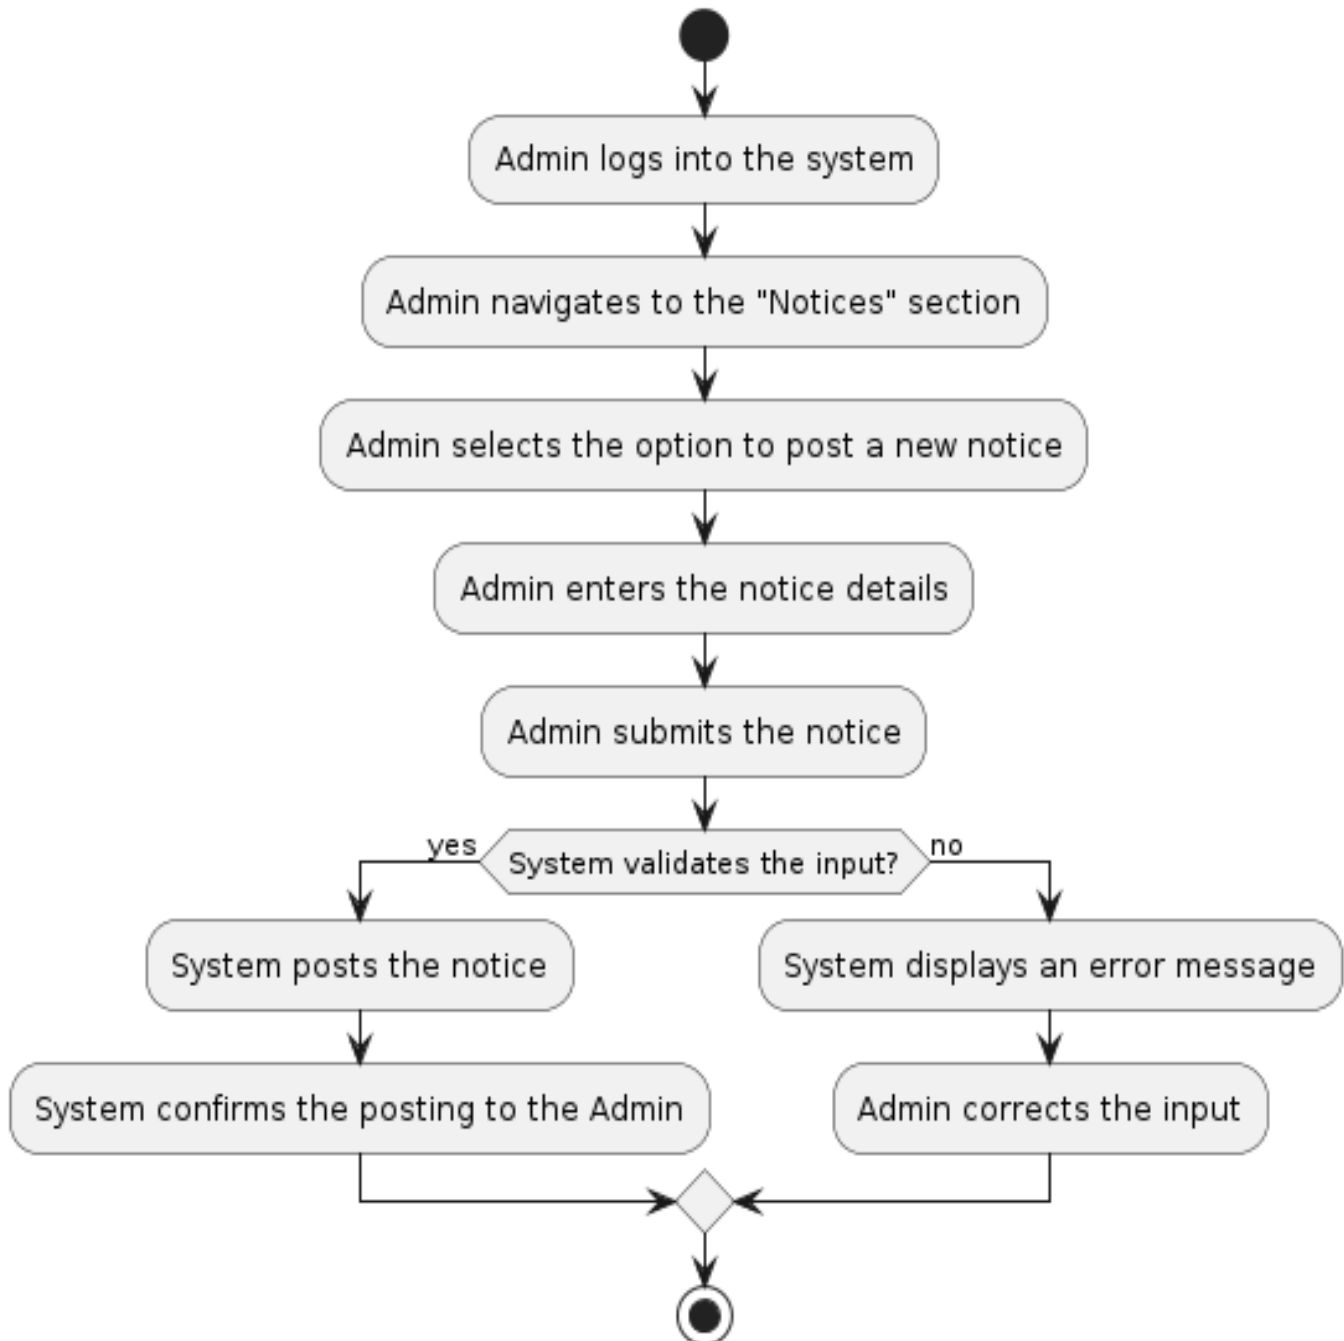 Admin logs into the system
Admin navigates to the "Notices" section
Admin selects the option to post a new notice
Admin enters the notice details
Admin submits the notice
yes
System validates the input?
no
System posts the notice
System displays an error message
System confirms the posting to the Admin
Admin corrects the input